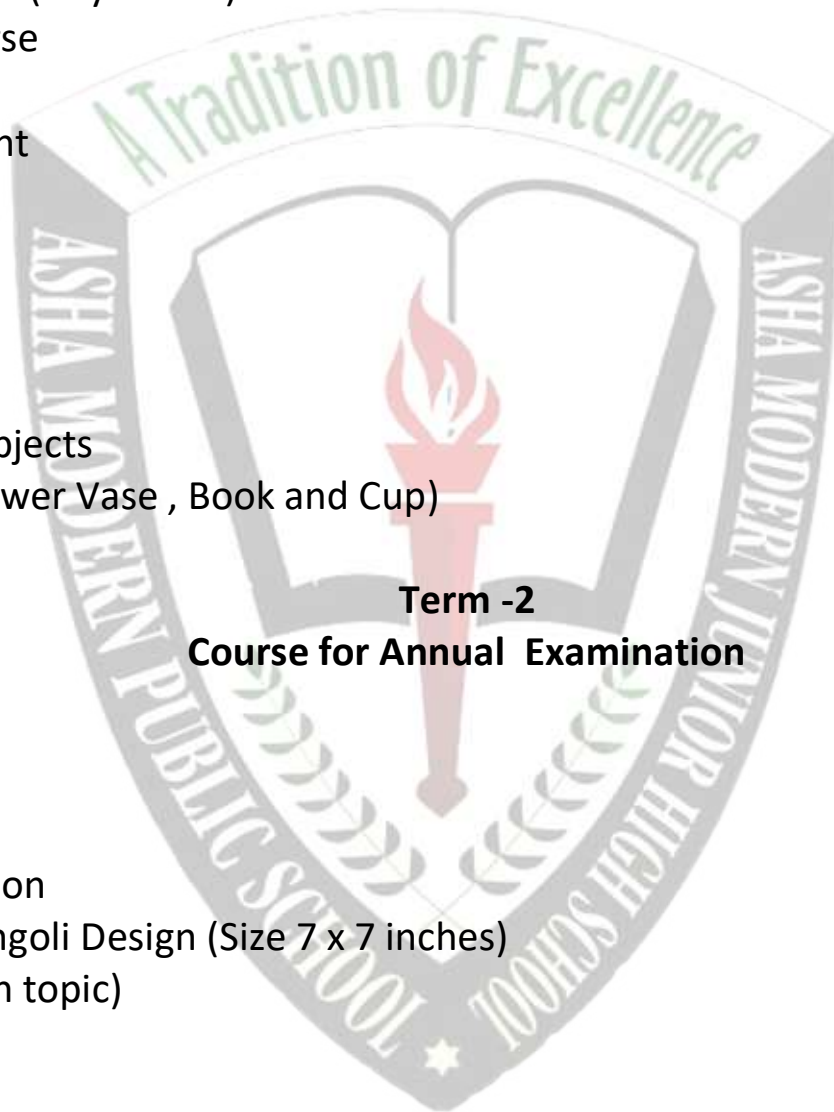 rse
nt
A Tradition of Excellence
ASHA MODERN PUBLIC SCHOOL
ASHA MODERN JUNIOR HIGH SCHOOL
bjects
wer Vase , Book and Cup)
Term -2
Course for Annual Examination
on
ngoli Design (Size 7 x 7 inches)
n topic)